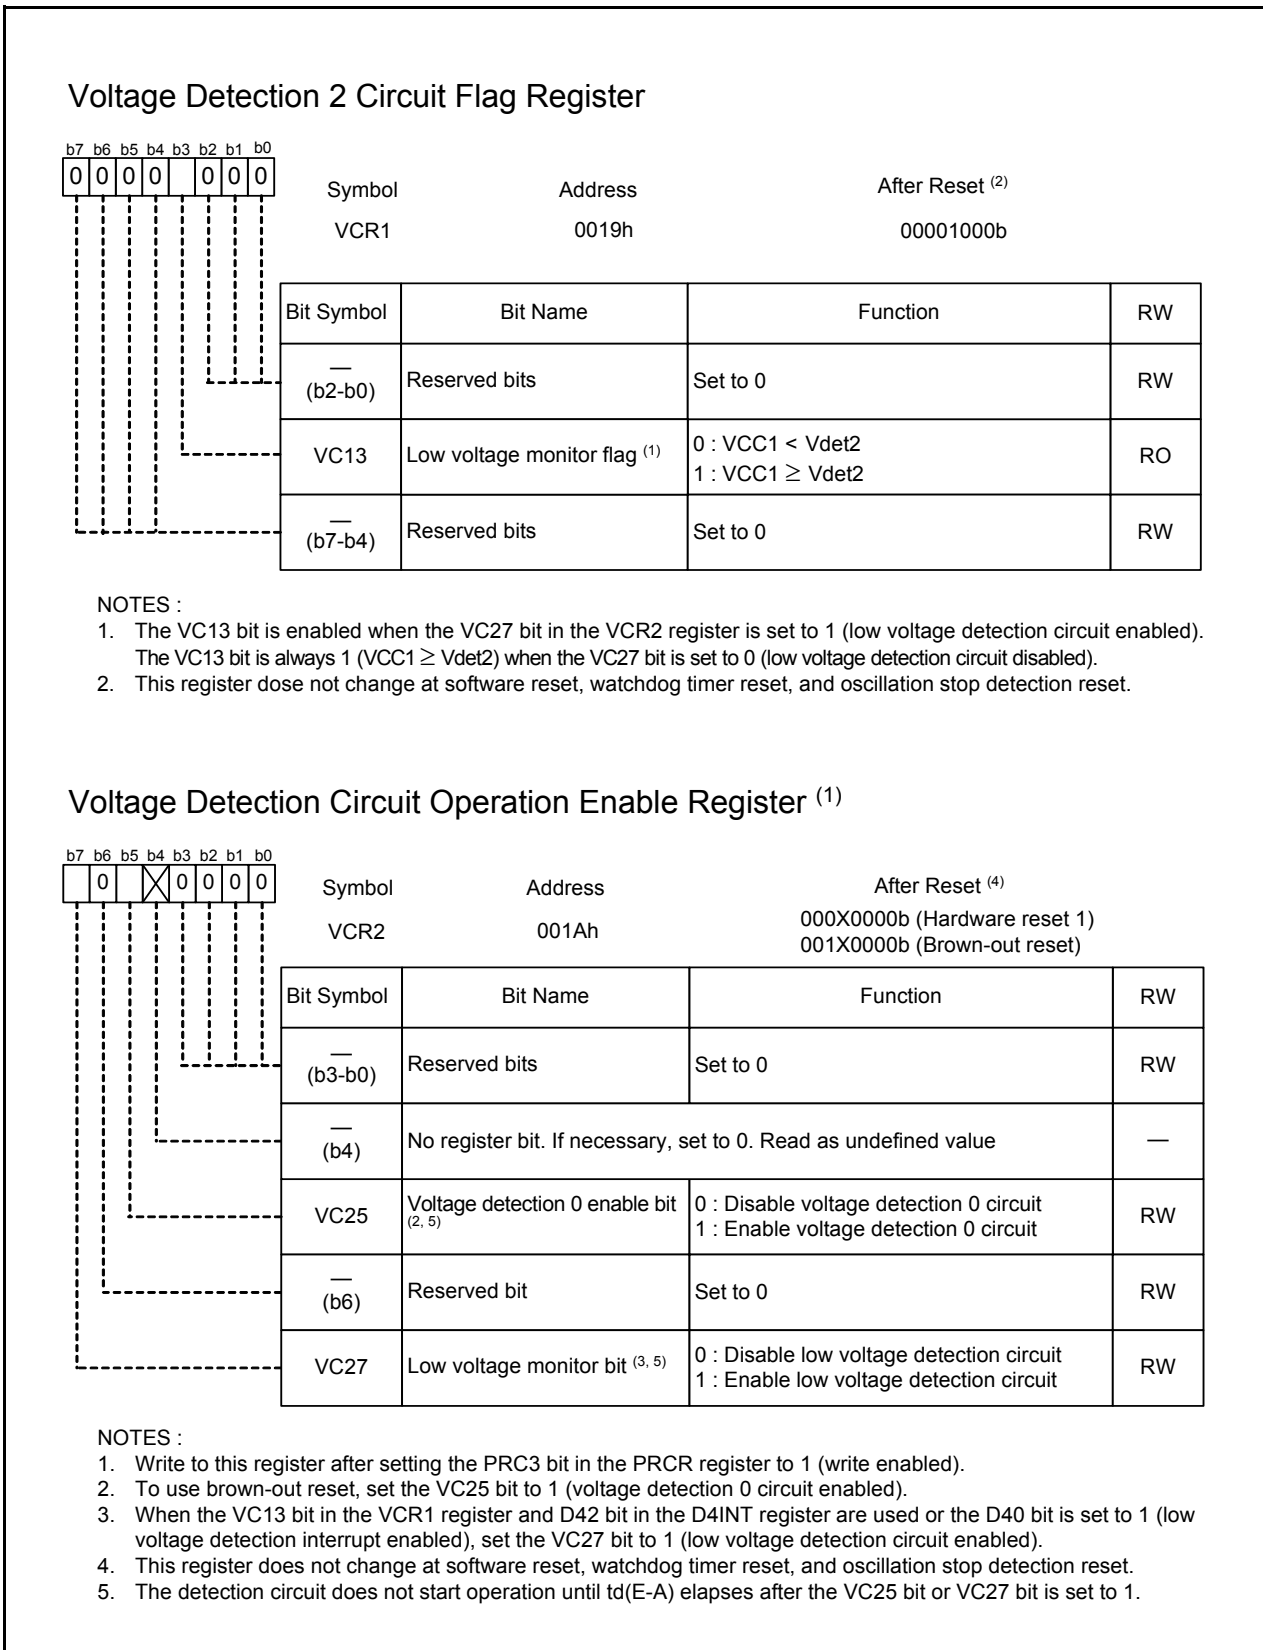 Voltage Detection 2 Circuit Flag Register
b7 b6 b5 b4 b3 b2 b1 b0
0 0 0 0 0 0 0
Symbol Address After Reset (2)
VCR1 0019h 00001000b
Bit Symbol Bit Name Function RW
—
(b2-b0) Reserved bits Set to 0 RW
VC13 Low voltage monitor flag (1) 0 : VCC1 < Vdet2 RO
1 : VCC1 ≥ Vdet2
—
(b7-b4) Reserved bits Set to 0 RW
NOTES :
1. The VC13 bit is enabled when the VC27 bit in the VCR2 register is set to 1 (low voltage detection circuit enabled).
The VC13 bit is always 1 (VCC1 ≥ Vdet2) when the VC27 bit is set to 0 (low voltage detection circuit disabled).
2. This register dose not change at software reset, watchdog timer reset, and oscillation stop detection reset.
Voltage Detection Circuit Operation Enable Register (1)
b7 b6 b5 b4 b3 b2 b1 b0
0 0 0 0 0
Symbol Address After Reset (4)
VCR2 001Ah 000X0000b (Hardware reset 1)
001X0000b (Brown-out reset)
Bit Symbol Bit Name Function RW
—
(b3-b0) Reserved bits Set to 0 RW
—
(b4) No register bit. If necessary, set to 0. Read as undefined value —
VC25 Voltage detection 0 enable bit 0 : Disable voltage detection 0 circuit RW
(2, 5) 1 : Enable voltage detection 0 circuit
—
(b6) Reserved bit Set to 0 RW
VC27 Low voltage monitor bit (3, 5) 0 : Disable low voltage detection circuit RW
1 : Enable low voltage detection circuit
NOTES :
1. Write to this register after setting the PRC3 bit in the PRCR register to 1 (write enabled).
2. To use brown-out reset, set the VC25 bit to 1 (voltage detection 0 circuit enabled).
3. When the VC13 bit in the VCR1 register and D42 bit in the D4INT register are used or the D40 bit is set to 1 (low
voltage detection interrupt enabled), set the VC27 bit to 1 (low voltage detection circuit enabled).
4. This register does not change at software reset, watchdog timer reset, and oscillation stop detection reset.
5. The detection circuit does not start operation until td(E-A) elapses after the VC25 bit or VC27 bit is set to 1.